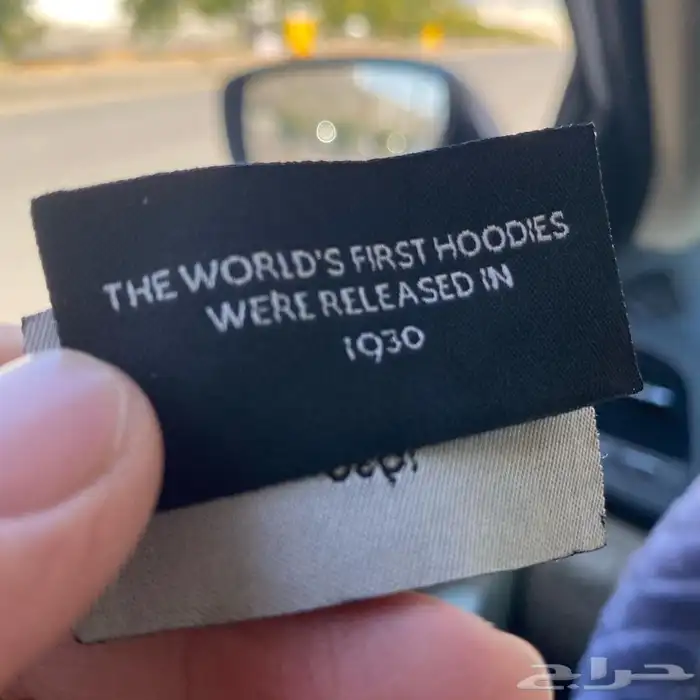 THE WORLD'S FIRST HOODIES
WERE RELEASED IN
1930
حراج